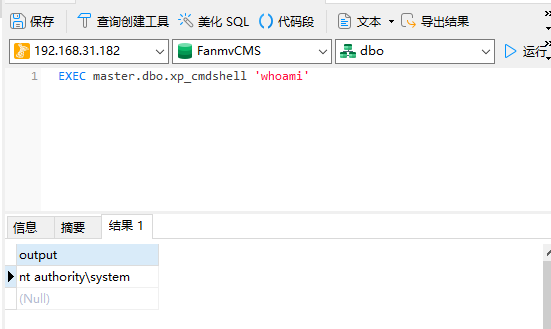 保存 查询创建工具 美化 SQL 代码段 文本 导出结果
192.168.31.182 FanmvCMS dbo 运行
1 EXEC master.dbo.xp_cmdshell 'whoami'
信息 摘要 结果 1
output
nt authority\system
(Null)